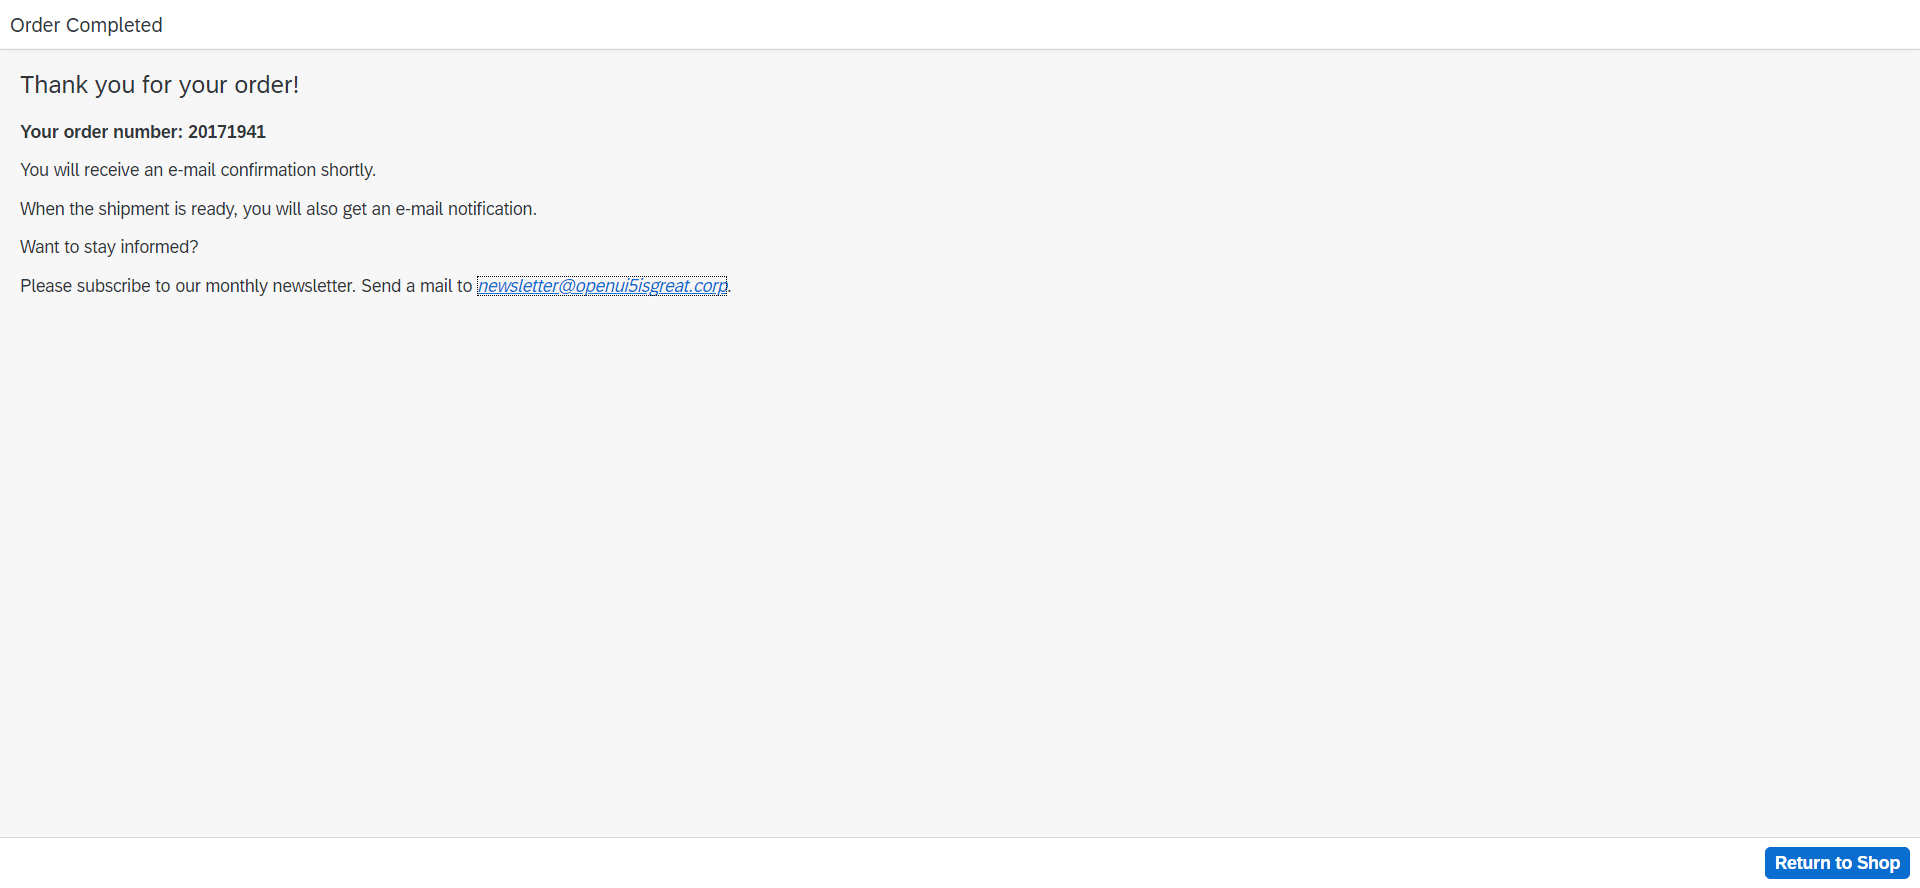 Order Completed
Thank you for your order!
Your order number: 20171941
You will receive an e-mail confirmation shortly.
When the shipment is ready, you will also get an e-mail notification.
Want to stay informed?
Please subscribe to our monthly newsletter. Send a mail to newsletter@openui5isgreat.corp.
Return to Shop